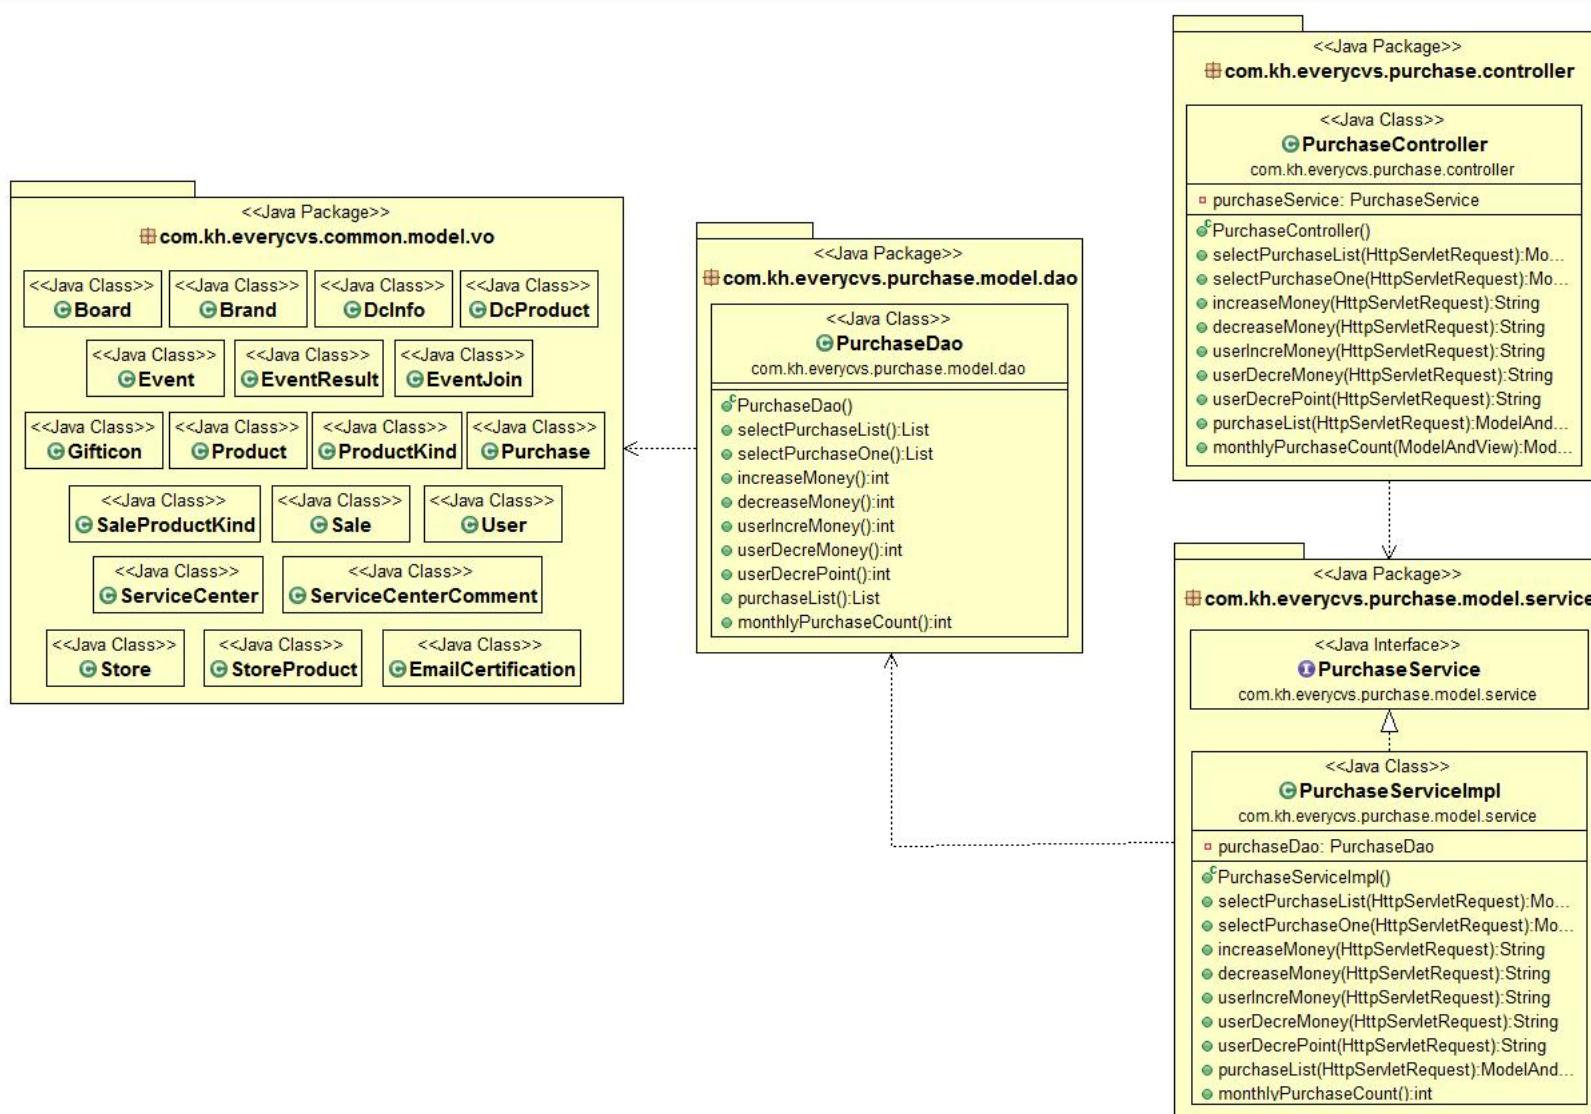 <<Java Package>>
com.kh.everycvs.common.model.vo
<<Java Class>> <<Java Class>> <<Java Class>> <<Java Class>>
Board Brand DcInfo DcProduct
<<Java Class>> <<Java Class>> <<Java Class>>
Event EventResult EventJoin
<<Java Class>> <<Java Class>> <<Java Class>> <<Java Class>>
Gifticon Product ProductKind Purchase
<<Java Class>> <<Java Class>> <<Java Class>>
SaleProductKind Sale User
<<Java Class>> <<Java Class>>
ServiceCenter ServiceCenterComment
<<Java Class>> <<Java Class>> <<Java Class>>
Store StoreProduct EmailCertification
<<Java Package>>
com.kh.everycvs.purchase.model.dao
<<Java Class>>
PurchaseDao
com.kh.everycvs.purchase.model.dao
PurchaseDao()
selectPurchaseList():List
selectPurchaseOne():List
increaseMoney():int
decreaseMoney():int
userIncreMoney():int
userDecreMoney():int
userDecrePoint():int
purchaseList():List
monthlyPurchaseCount():int
<<Java Package>>
com.kh.everycvs.purchase.controller
<<Java Class>>
PurchaseController
com.kh.everycvs.purchase.controller
purchaseService: PurchaseService
PurchaseController()
selectPurchaseList(HttpServletRequest):Mo...
selectPurchaseOne(HttpServletRequest):Mo...
increaseMoney(HttpServletRequest):String
decreaseMoney(HttpServletRequest):String
userIncreMoney(HttpServletRequest):String
userDecreMoney(HttpServletRequest):String
userDecrePoint(HttpServletRequest):String
purchaseList(HttpServletRequest):ModelAnd...
monthlyPurchaseCount(ModelAndView):Mod...
<<Java Package>>
com.kh.everycvs.purchase.model.service
<<Java Interface>>
PurchaseService
com.kh.everycvs.purchase.model.service
<<Java Class>>
PurchaseServiceImpl
com.kh.everycvs.purchase.model.service
purchaseDao: PurchaseDao
PurchaseServiceImpl()
selectPurchaseList(HttpServletRequest):Mo...
selectPurchaseOne(HttpServletRequest):Mo...
increaseMoney(HttpServletRequest):String
decreaseMoney(HttpServletRequest):String
userIncreMoney(HttpServletRequest):String
userDecreMoney(HttpServletRequest):String
userDecrePoint(HttpServletRequest):String
purchaseList(HttpServletRequest):ModelAnd...
monthlyPurchaseCount():int